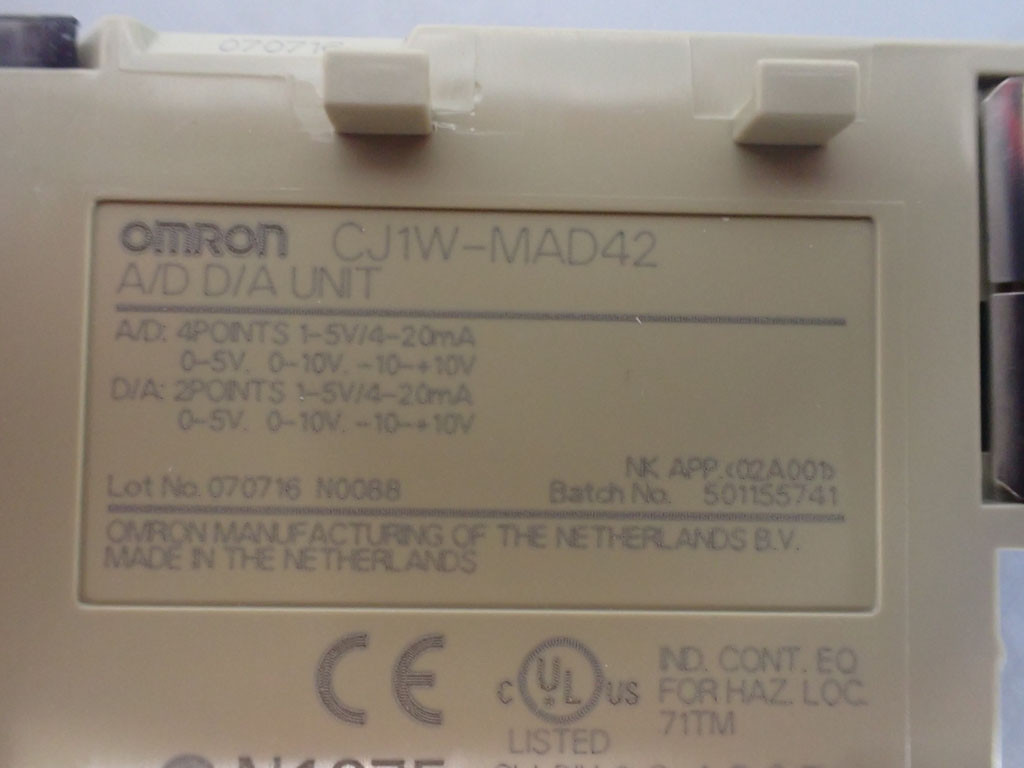 070716
OMRON CJ1W-MAD42
A/D D/A UNIT
A/D: 4POINTS 1-5V/4-20mA
0-5V. 0-10V. -10-+10V
D/A: 2POINTS 1-5V/4-20mA
0-5V. 0-10V. -10-+10V
NK APP.<02A001>
Lot No. 070716 N0088 Batch No. 501155741
OMRON MANUFACTURING OF THE NETHERLANDS B.V.
MADE IN THE NETHERLANDS
CE
C UL US
LISTED
IND. CONT. EQ
FOR HAZ. LOC.
71TM